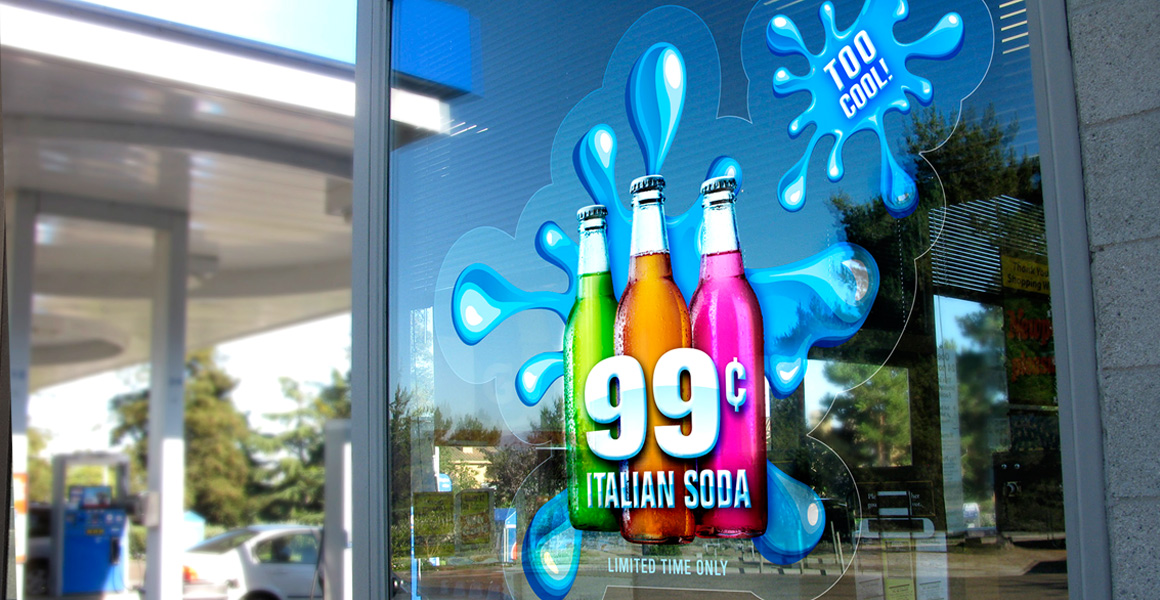 TOO
COOL!
99¢
ITALIAN SODA
LIMITED TIME ONLY